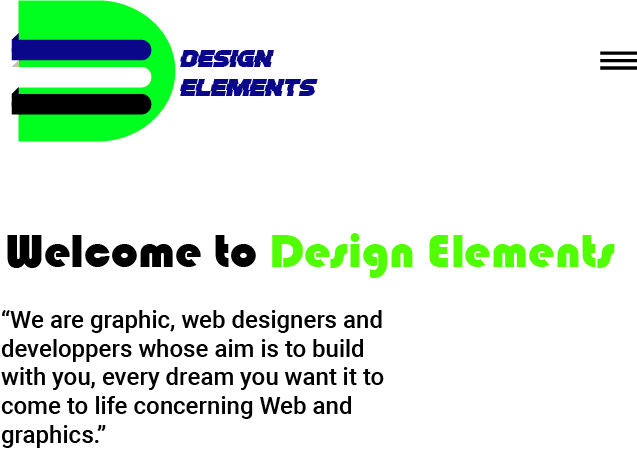 DESIGN
ELEMENTS
Welcome to Design Elements
“We are graphic, web designers and
developpers whose aim is to build
with you, every dream you want it to
come to life concerning Web and
graphics.”